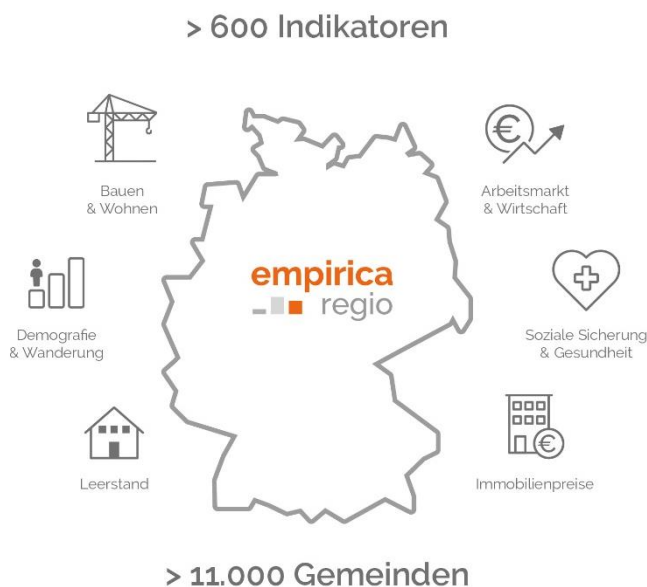 > 600 Indikatoren
Bauen
& Wohnen
Arbeitsmarkt
& Wirtschaft
empirica
regio
Demografie
& Wanderung
Soziale Sicherung
& Gesundheit
Leerstand
Immobilienpreise
> 11.000 Gemeinden